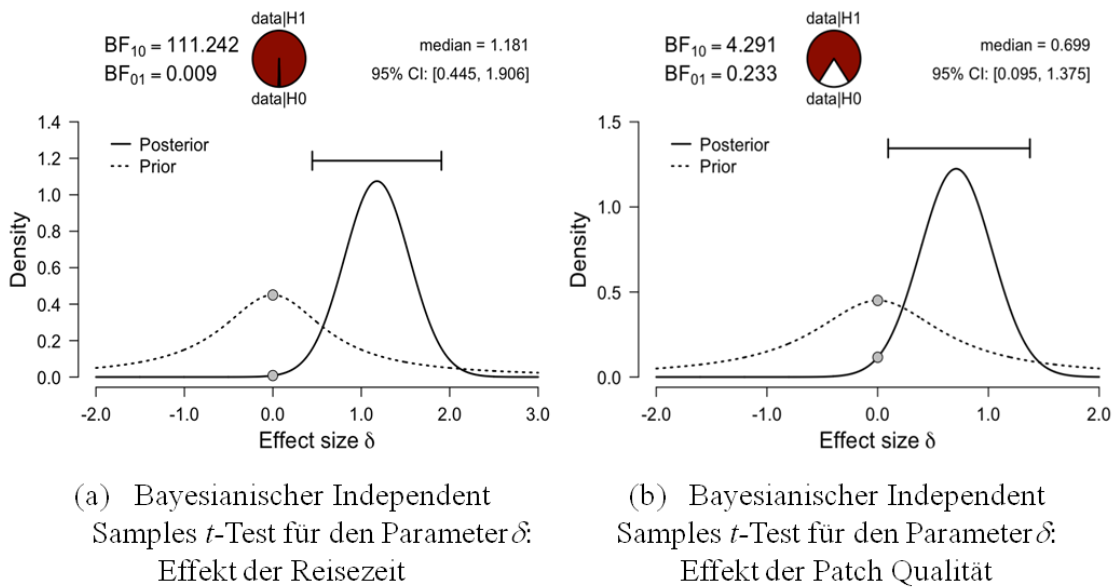 data|H1
BF10 = 111.242
BF01 = 0.009
data|H0
median = 1.181
95% CI: [0.445, 1.906]
Posterior
Prior
Density
1.4
1.2
1.0
0.8
0.6
0.4
0.2
0.0
-2.0 -1.0 0.0 1.0 2.0 3.0
Effect size δ
(a) Bayesianischer Independent
Samples t-Test für den Parameter δ:
Effekt der Reisezeit
data|H1
BF10 = 4.291
BF01 = 0.233
data|H0
median = 0.699
95% CI: [0.095, 1.375]
Posterior
Prior
Density
1.5
1.0
0.5
0.0
-2.0 -1.0 0.0 1.0 2.0
Effect size δ
(b) Bayesianischer Independent
Samples t-Test für den Parameter δ:
Effekt der Patch Qualität